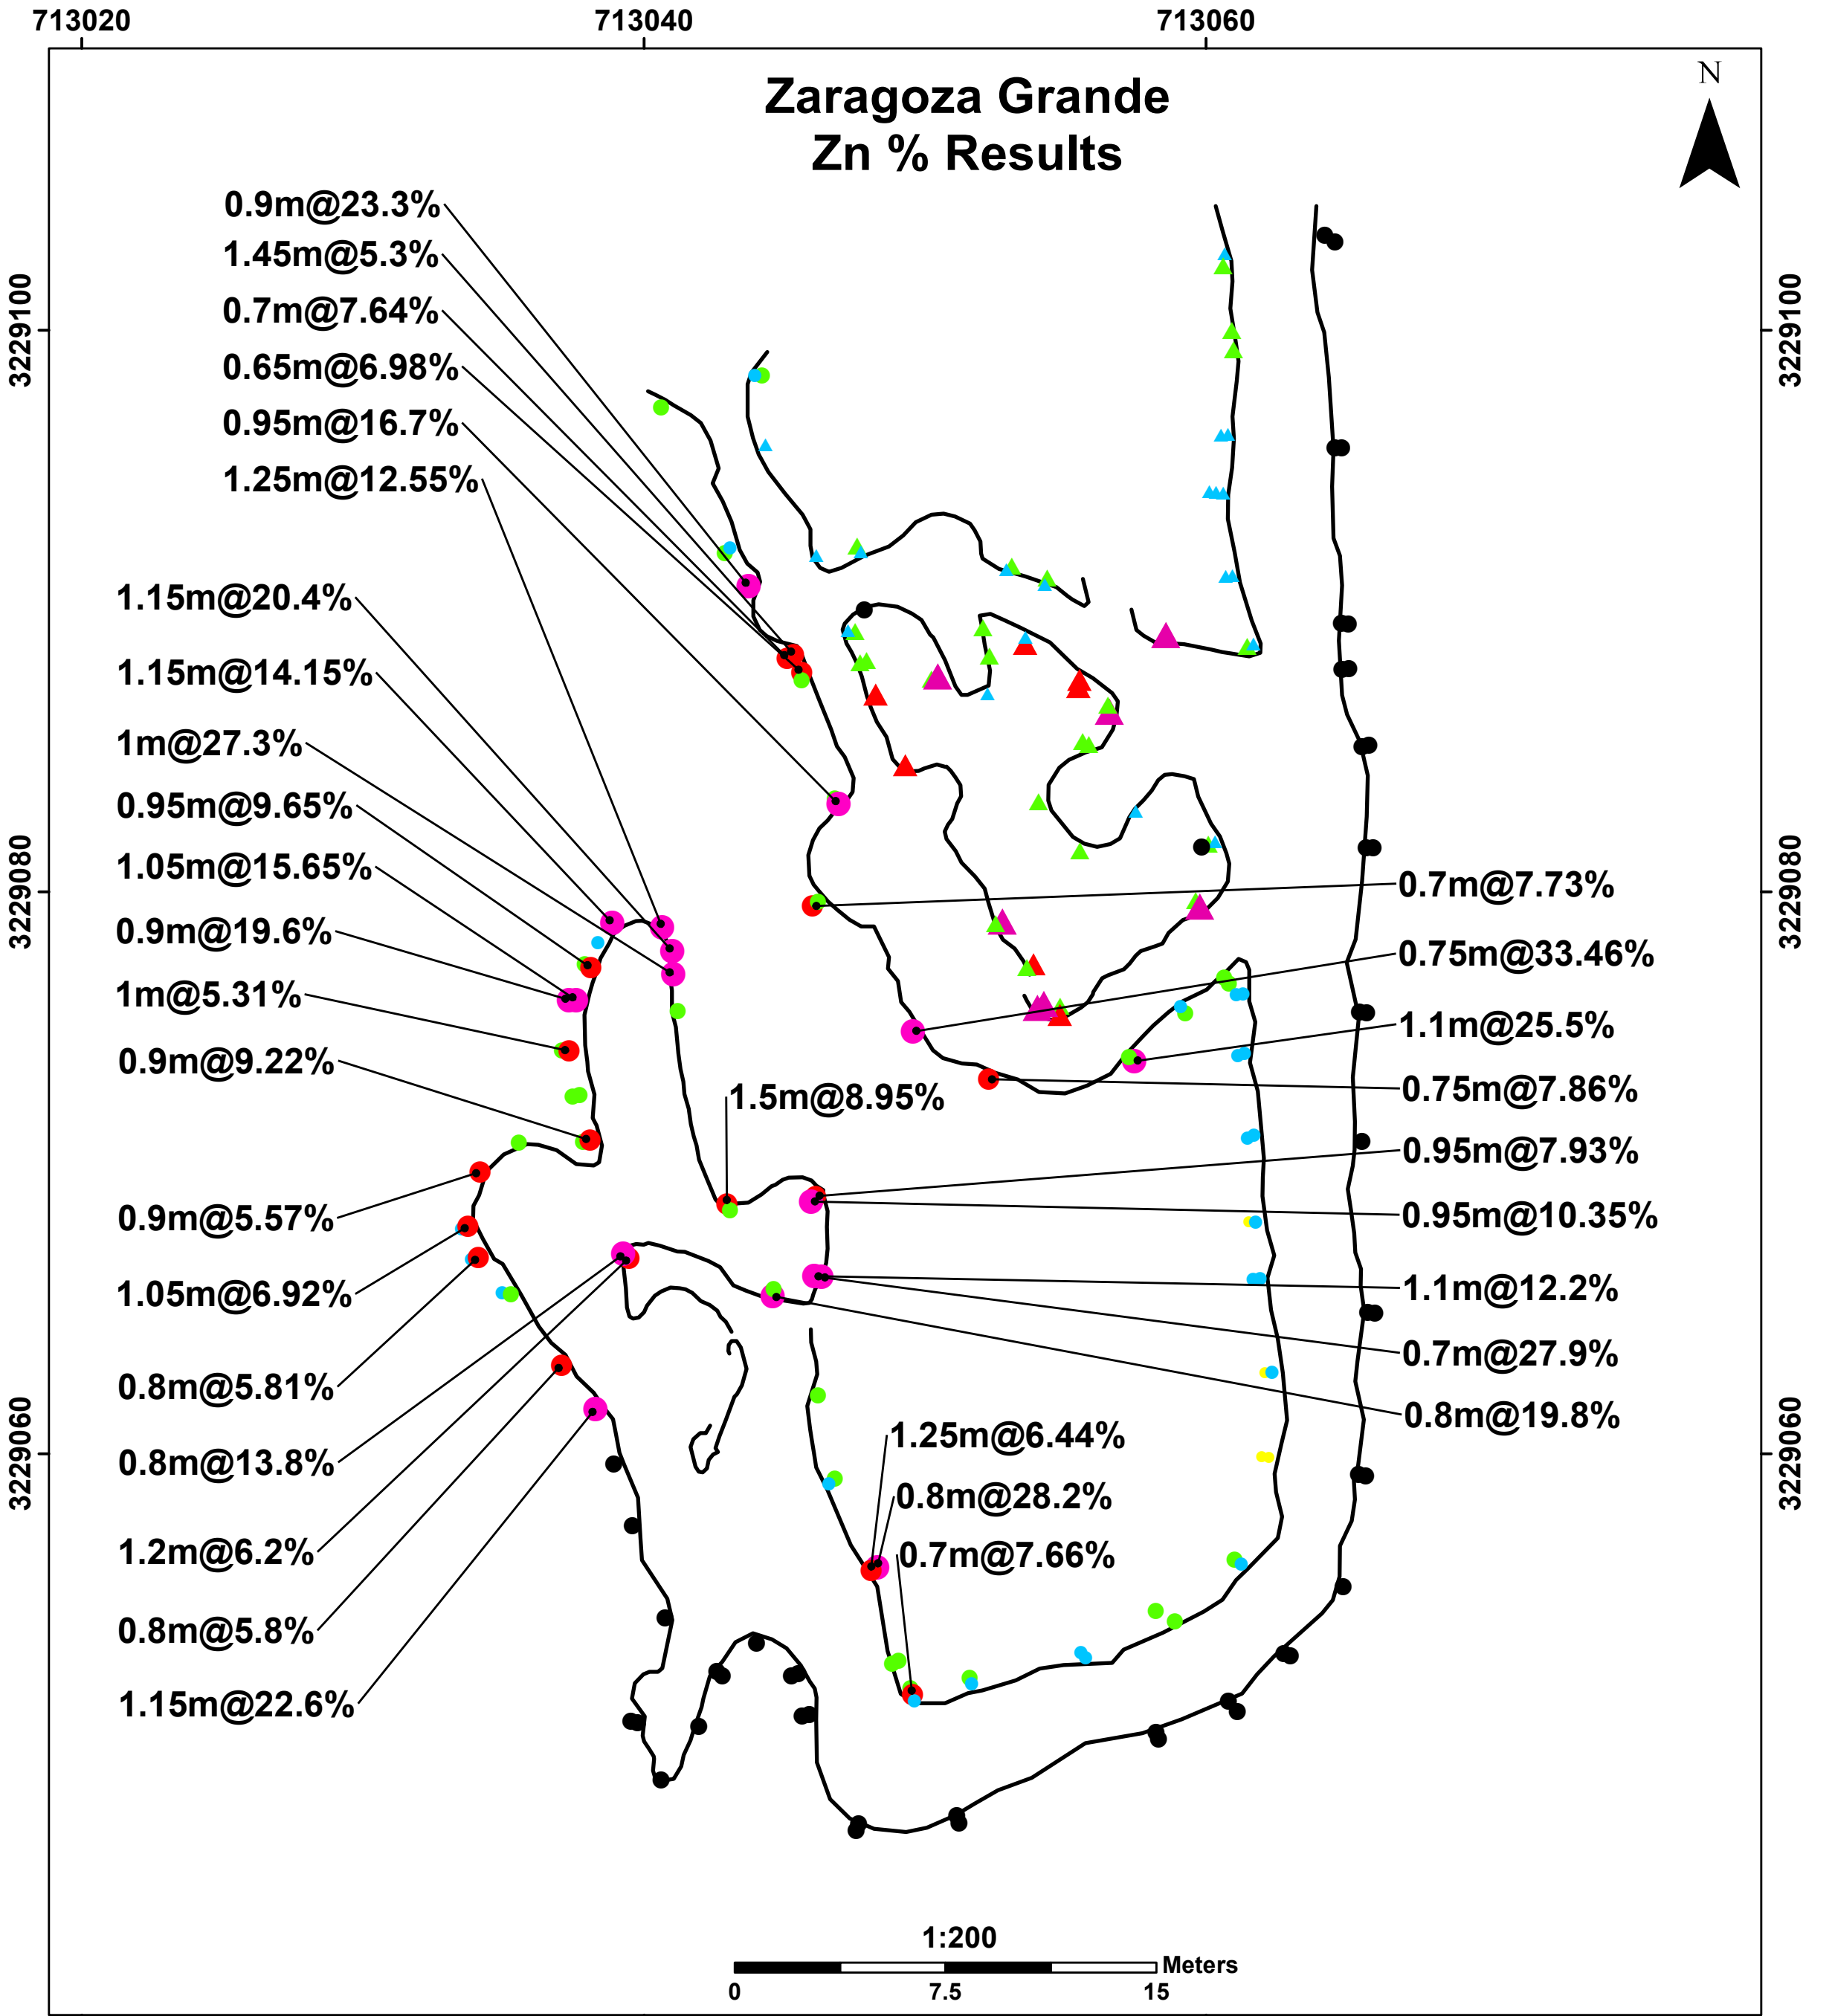 713020
713040
713060
Zaragoza Grande
Zn % Results
N
0.9m@23.3%
1.45m@5.3%
0.7m@7.64%
0.65m@6.98%
0.95m@16.7%
1.25m@12.55%
1.15m@20.4%
1.15m@14.15%
1m@27.3%
0.95m@9.65%
1.05m@15.65%
0.9m@19.6%
1m@5.31%
0.9m@9.22%
0.9m@5.57%
1.05m@6.92%
0.8m@5.81%
0.8m@13.8%
1.2m@6.2%
0.8m@5.8%
1.15m@22.6%
1.5m@8.95%
1.25m@6.44%
0.8m@28.2%
0.7m@7.66%
0.7m@7.73%
0.75m@33.46%
1.1m@25.5%
0.75m@7.86%
0.95m@7.93%
0.95m@10.35%
1.1m@12.2%
0.7m@27.9%
0.8m@19.8%
3229100
3229080
3229060
3229100
3229080
3229060
1:200
Meters
0 7.5 15